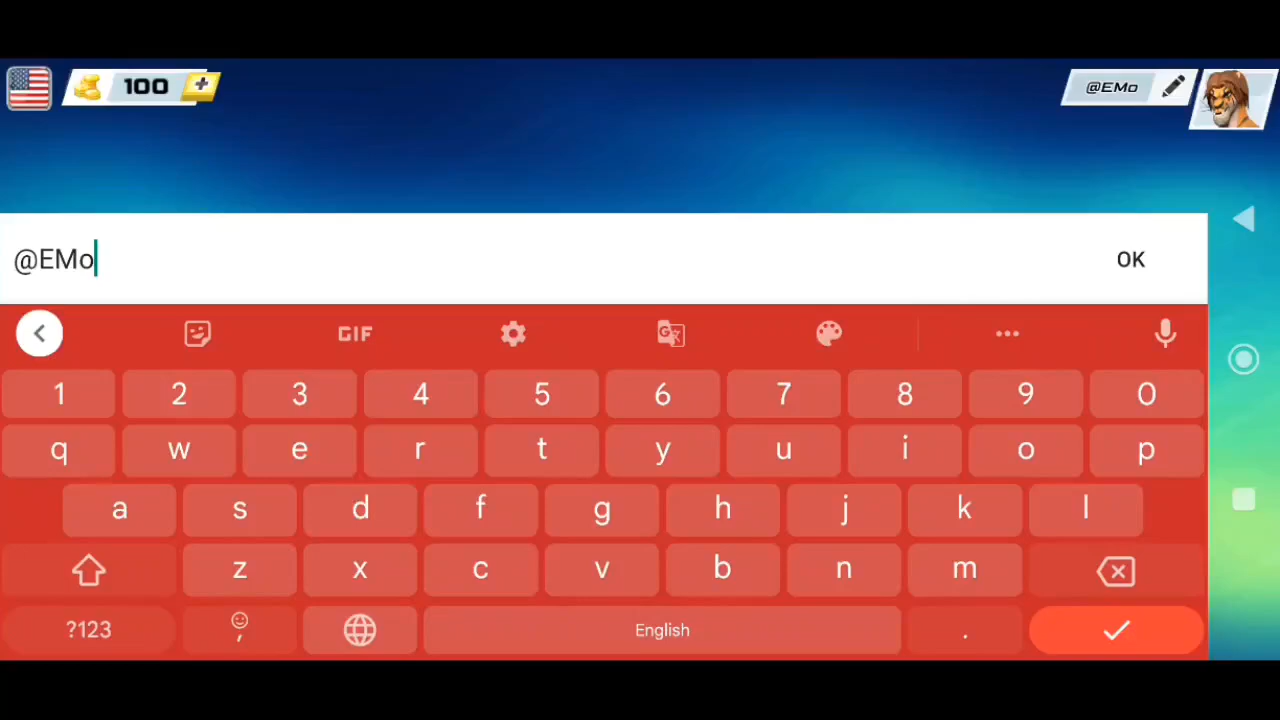 100 @EMo
@EMo OK
GIF
1 2 3 4 5 6 7 8 9 0
q w e r t y u i o p
a s d f g h j k l
z x c v b n m
?123 , English .